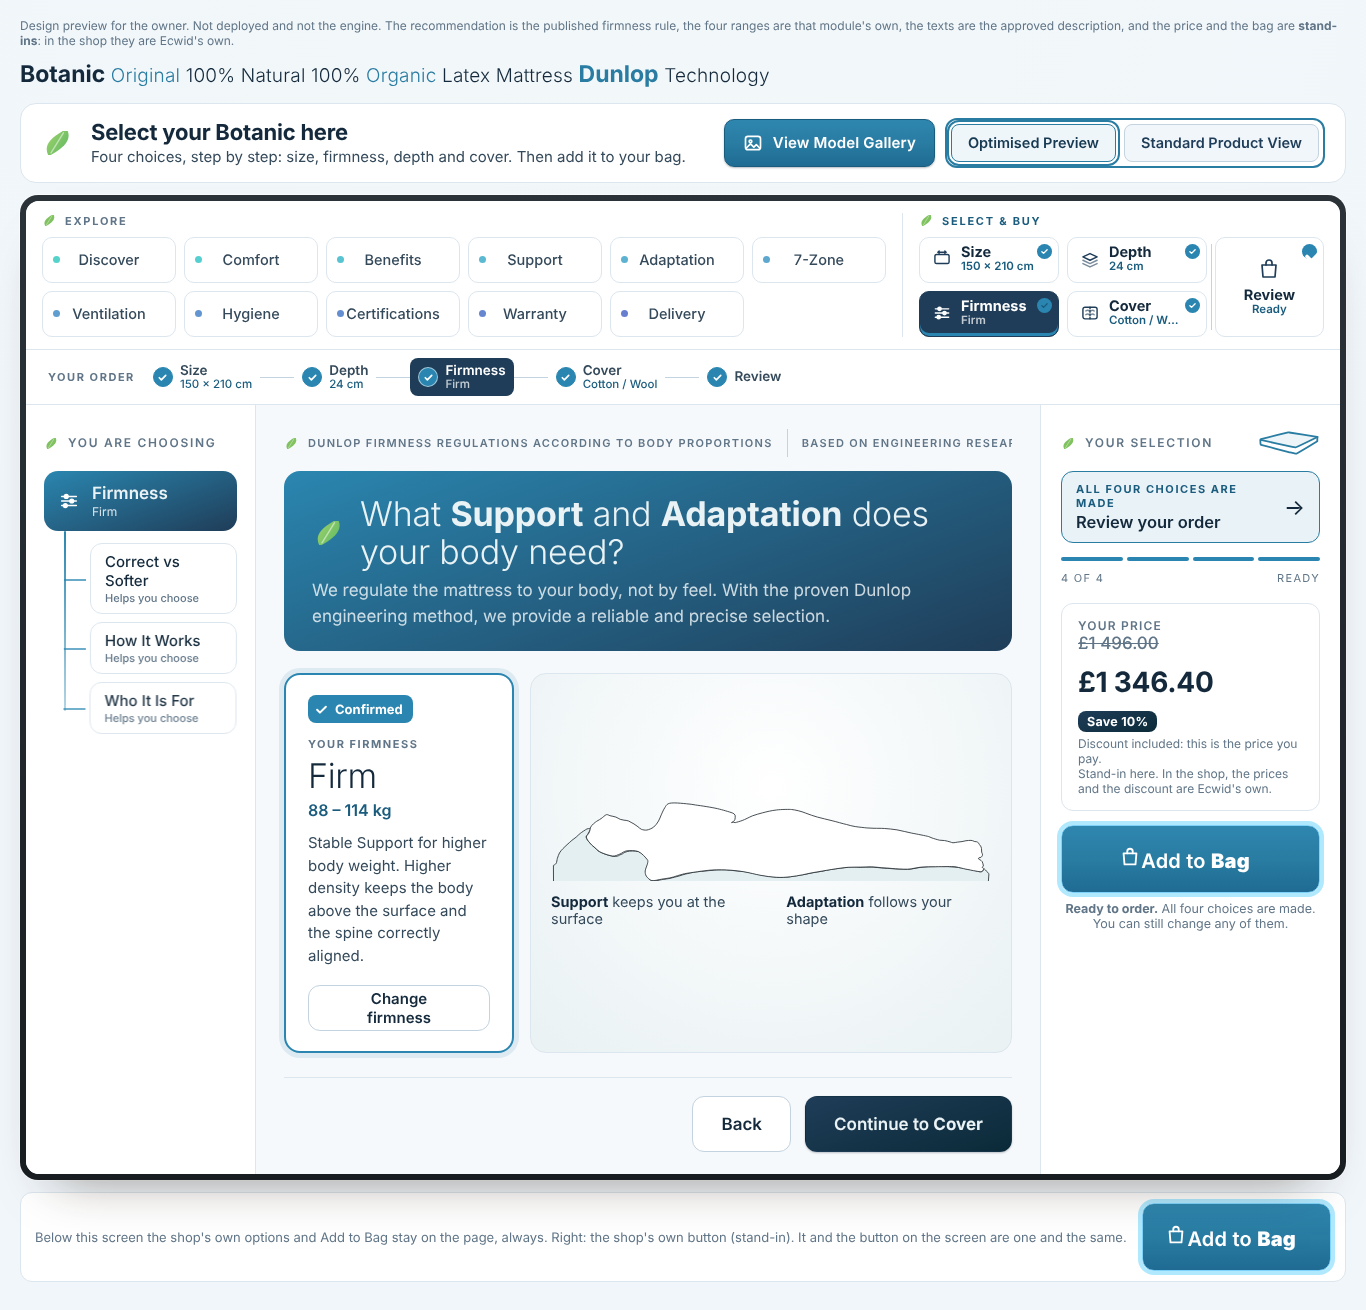 Design preview for the owner. Not deployed and not the engine. The recommendation is the published firmness rule, the four ranges are that module's own, the texts are the approved description, and the price and the bag are stand-
ins: in the shop they are Ecwid's own.
Botanic Original 100% Natural 100% Organic Latex Mattress Dunlop Technology
Select your Botanic here
Four choices, step by step: size, firmness, depth and cover. Then add it to your bag.
View Model Gallery
Optimised Preview
Standard Product View
EXPLORE
Discover
Comfort
Benefits
Support
Adaptation
7-Zone
Ventilation
Hygiene
Certifications
Warranty
Delivery
SELECT & BUY
Size
150 × 210 cm
Depth
24 cm
Firmness
Firm
Cover
Cotton / W...
Review
Ready
YOUR ORDER
Size
150 × 210 cm
Depth
24 cm
Firmness
Firm
Cover
Cotton / Wool
Review
YOU ARE CHOOSING
Firmness
Firm
Correct vs
Softer
Helps you choose
How It Works
Helps you choose
Who It Is For
Helps you choose
DUNLOP FIRMNESS REGULATIONS ACCORDING TO BODY PROPORTIONS
BASED ON ENGINEERING
What Support and Adaptation does
your body need?
We regulate the mattress to your body, not by feel. With the proven Dunlop
engineering method, we provide a reliable and precise selection.
Confirmed
YOUR FIRMNESS
Firm
88 – 114 kg
Stable Support for higher
body weight. Higher
density keeps the body
above the surface and
the spine correctly
aligned.
Change
firmness
Support keeps you at the
surface
Adaptation follows your
shape
Back
Continue to Cover
YOUR SELECTION
ALL FOUR CHOICES ARE
MADE
Review your order
4 OF 4
READY
YOUR PRICE
£1 496.00
£1 346.40
Save 10%
Discount included: this is the price you
pay.
Stand-in here. In the shop, the prices
and the discount are Ecwid's own.
Add to Bag
Ready to order. All four choices are made.
You can still change any of them.
Below this screen the shop's own options and Add to Bag stay on the page, always. Right: the shop's own button (stand-in). It and the button on the screen are one and the same.
Add to Bag